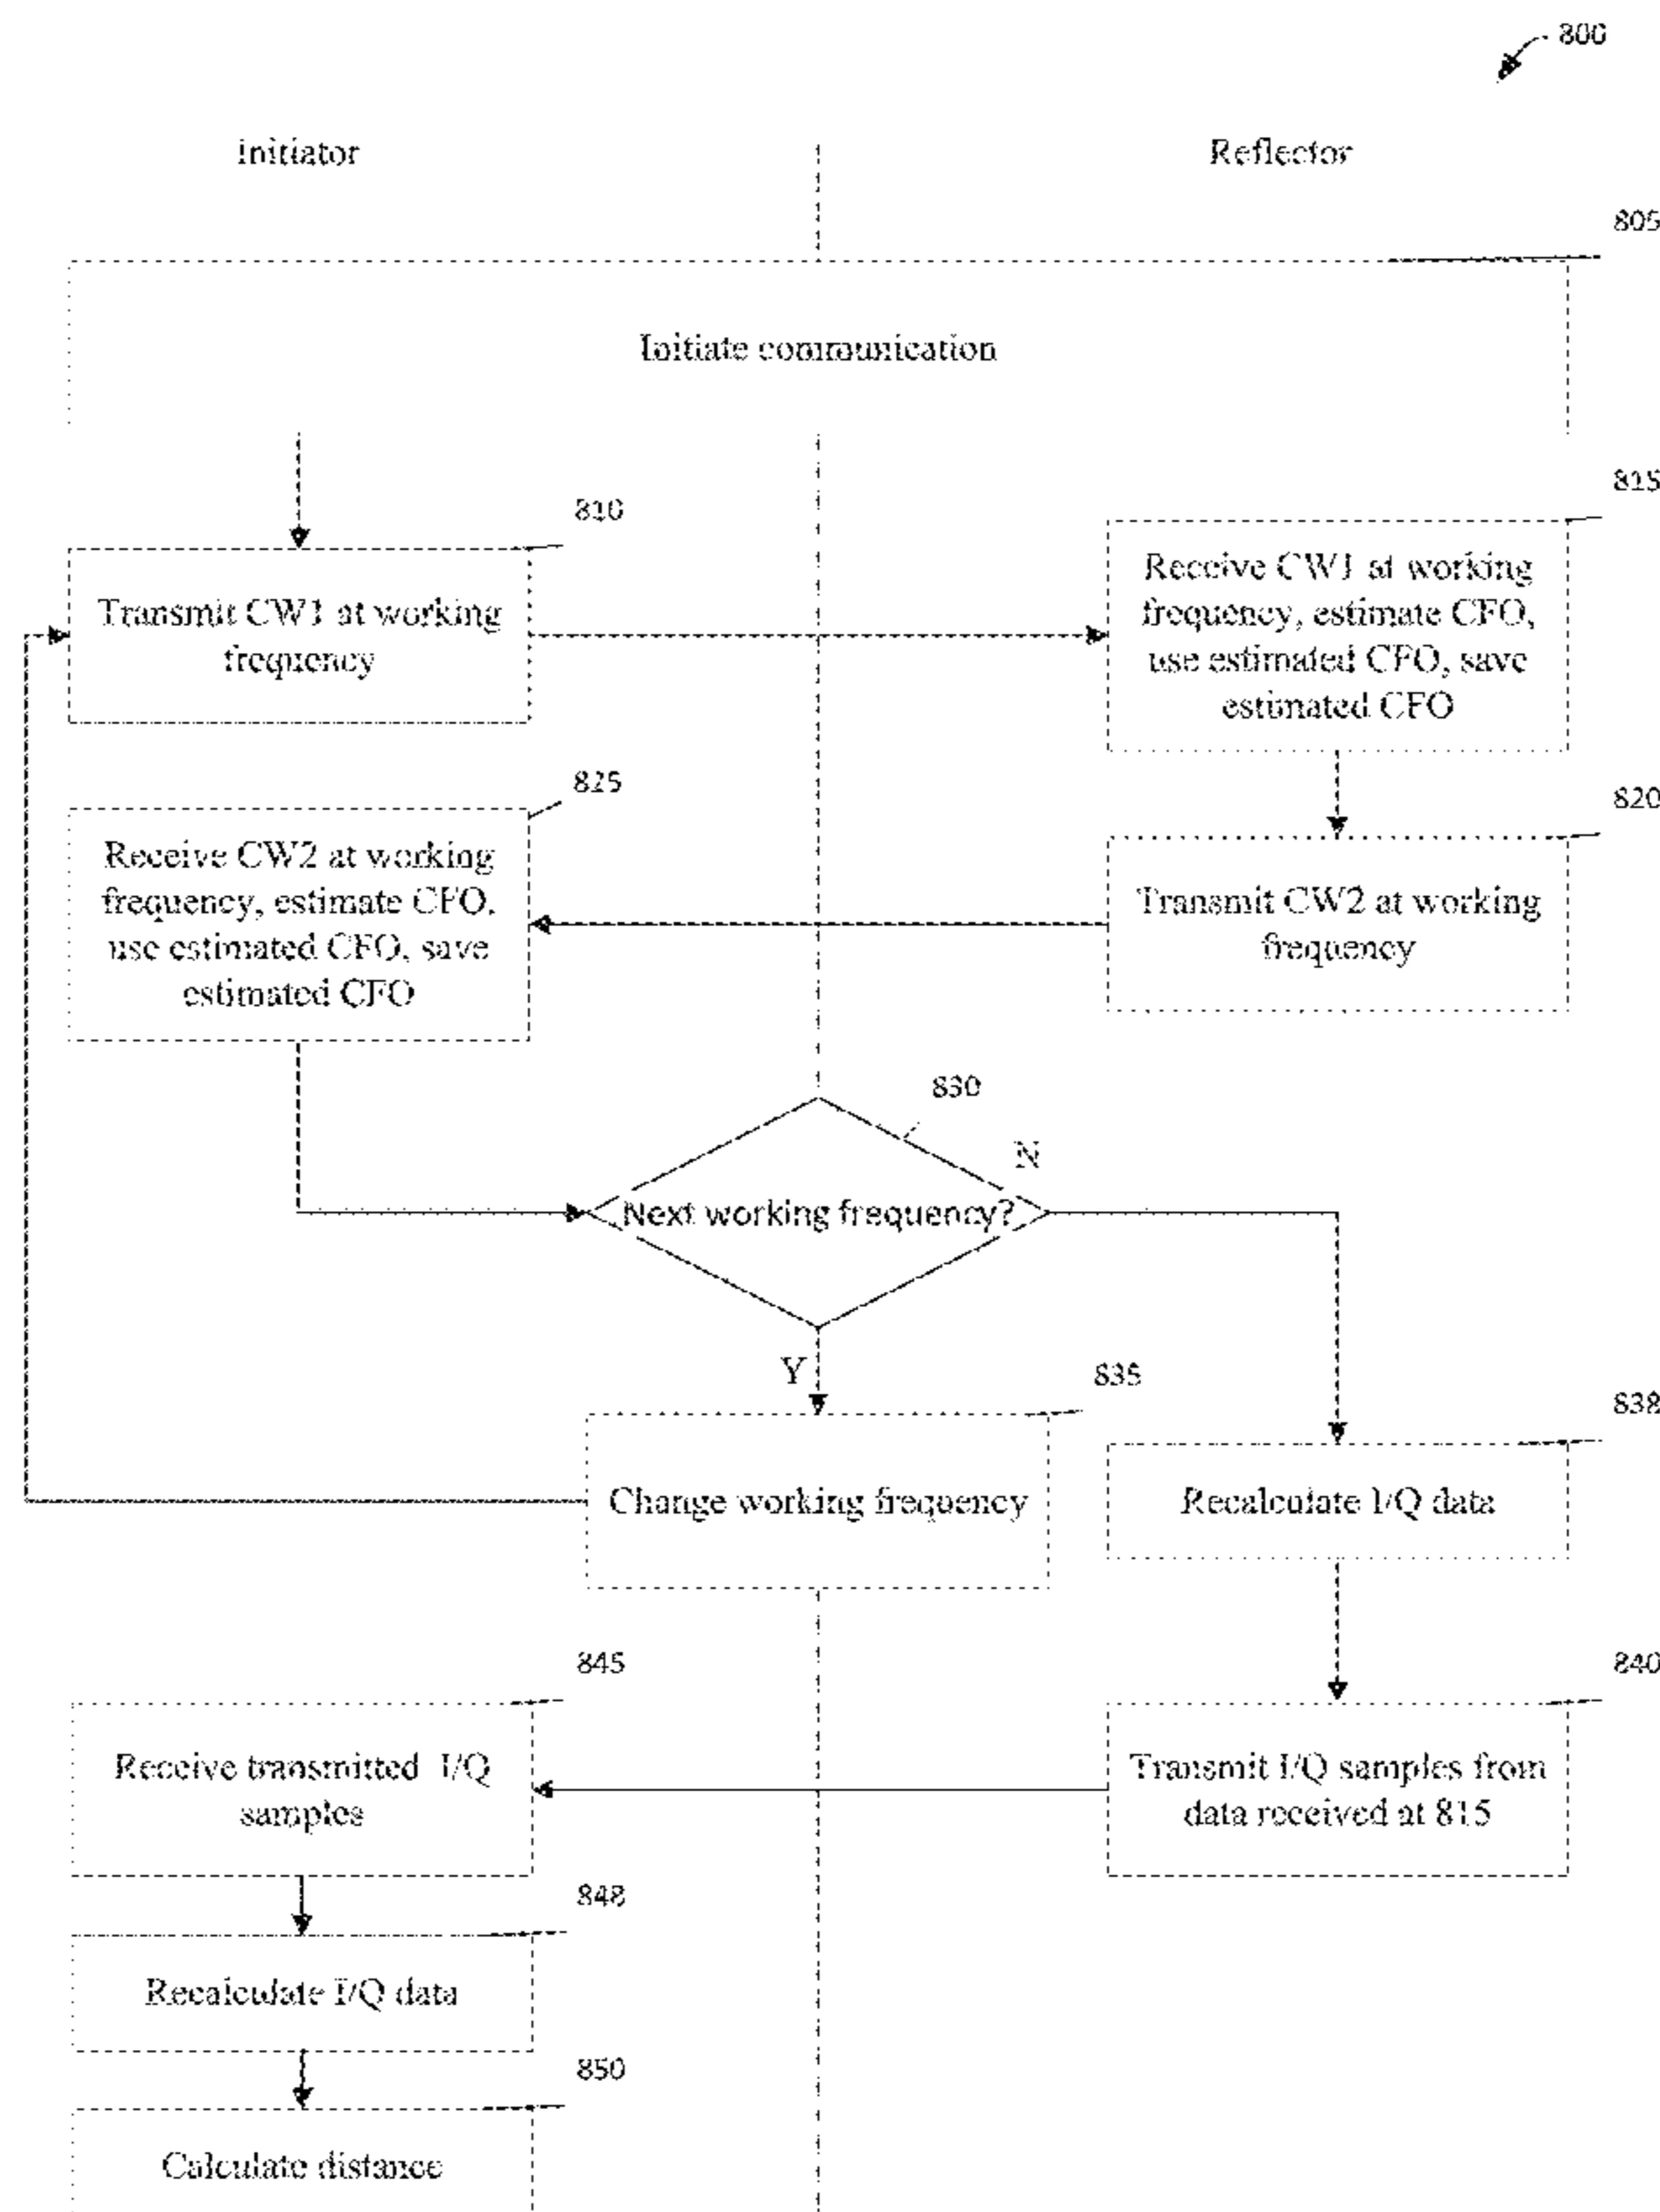 800
Initiator
Reflector
805
Initiate communication
810
815
Transmit CW1 at working
frequency
Receive CW1 at working
frequency, estimate CFO,
use estimated CFO, save
estimated CFO
825
820
Receive CW2 at working
frequency, estimate CFO,
use estimated CFO, save
estimated CFO
Transmit CW2 at working
frequency
830
N
Next working frequency?
Y
835
838
Change working frequency
Recalculate I/Q data
845
840
Receive transmitted I/Q
samples
Transmit I/Q samples from
data received at 815
848
Recalculate I/Q data
850
Calculate distance